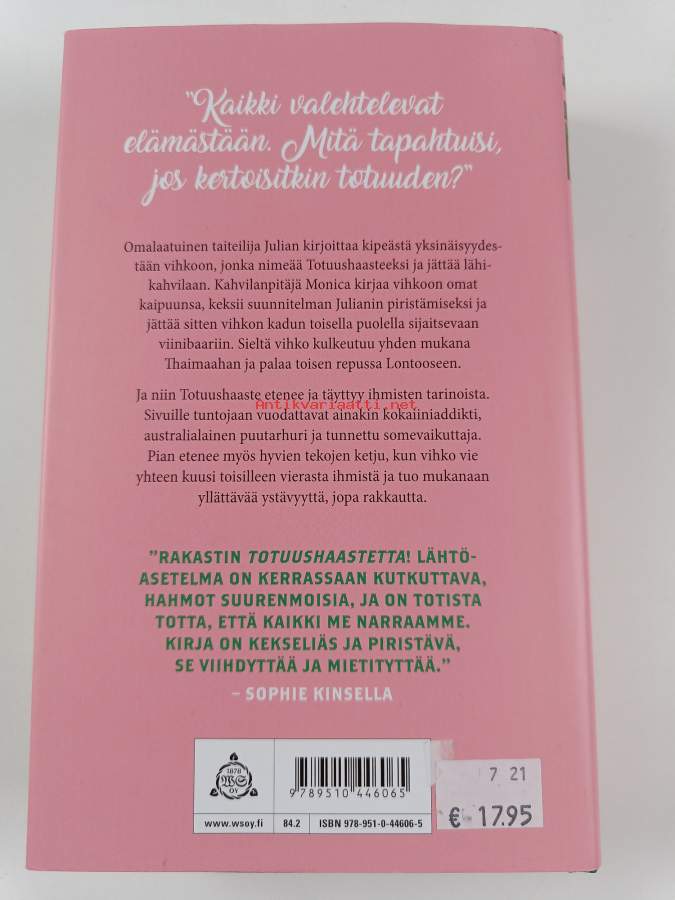 "Kaikki valehtelevat
elämästään. Mitä tapahtuisi,
jos kertoisitkin totuuden?"
Omalaatuinen taiteilija Julian kirjoittaa kipeästä yksinäisyydes-
tään vihkoon, jonka nimeää Totuushaasteeksi ja jättää lähi-
kahvilaan. Kahvilanpitäjä Monica kirjaa vihkoon omat
kaipuunsa, keksii suunnitelman Julianin piristämiseksi ja
jättää sitten vihkon kadun toisella puolella sijaitsevaan
viinibaariin. Sieltä vihko kulkeutuu yhden mukana
Thaimaahan ja palaa toisen repussa Lontooseen.
Ja niin Totuushaaste etenee ja täyttyy ihmisten tarinoista.
Antikvariaatti.net
Sivuille tuntojaan vuodattavat ainakin kokaiiniaddikti,
australialainen puutarhuri ja tunnettu somevaikuttaja.
Pian etenee myös hyvien tekojen ketju, kun vihko vie
yhteen kuusi toisilleen vierasta ihmistä ja tuo mukanaan
yllättävää ystävyyttä, jopa rakkautta.
"RAKASTIN TOTUUSHAASTETTA! LÄHTÖ-
ASETELMA ON KERRASSAAN KUTKUTTAVA,
HAHMOT SUURENMOISIA, JA ON TOTISTA
TOTTA, ETTÄ KAIKKI ME NARRAAMME.
KIRJA ON KEKSELIÄS JA PIRISTÄVÄ,
SE VIIHDYTTÄÄ JA MIETITYTTÄÄ."
– SOPHIE KINSELLA
1878
WS
OY
9 789510 446065
7 21
€ 17.95
www.wsoy.fi 84.2 ISBN 978-951-0-44606-5